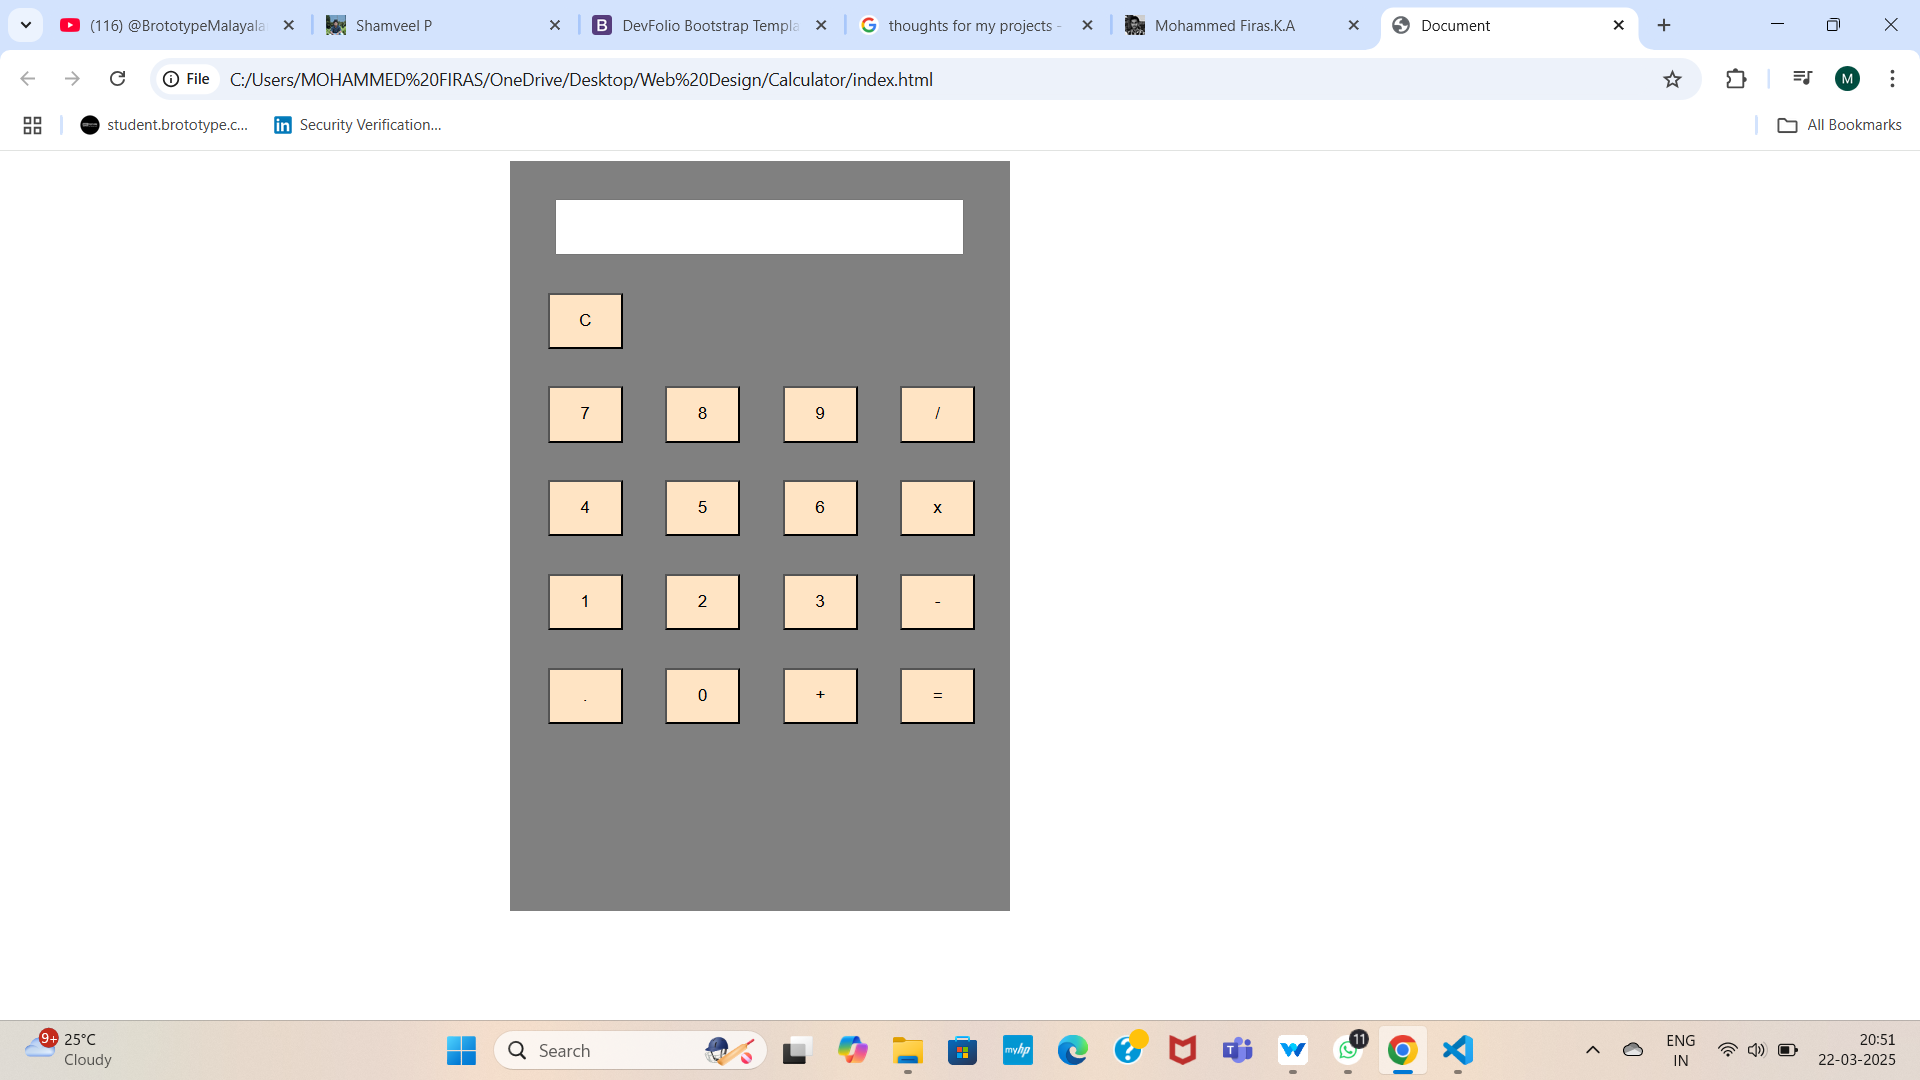 (116) @BrototypeMalayala
Shamveel P
DevFolio Bootstrap Templa
thoughts for my projects -
Mohammed Firas.K.A
Document
File
C:/Users/MOHAMMED%20FIRAS/OneDrive/Desktop/Web%20Design/Calculator/index.html
M
student.brototype.c...
Security Verification...
All Bookmarks
C
7 8 9 /
4 5 6 x
1 2 3 -
. 0 + =
9+
25°C
Cloudy
Search
myhp
11
ENG
IN
20:51
22-03-2025